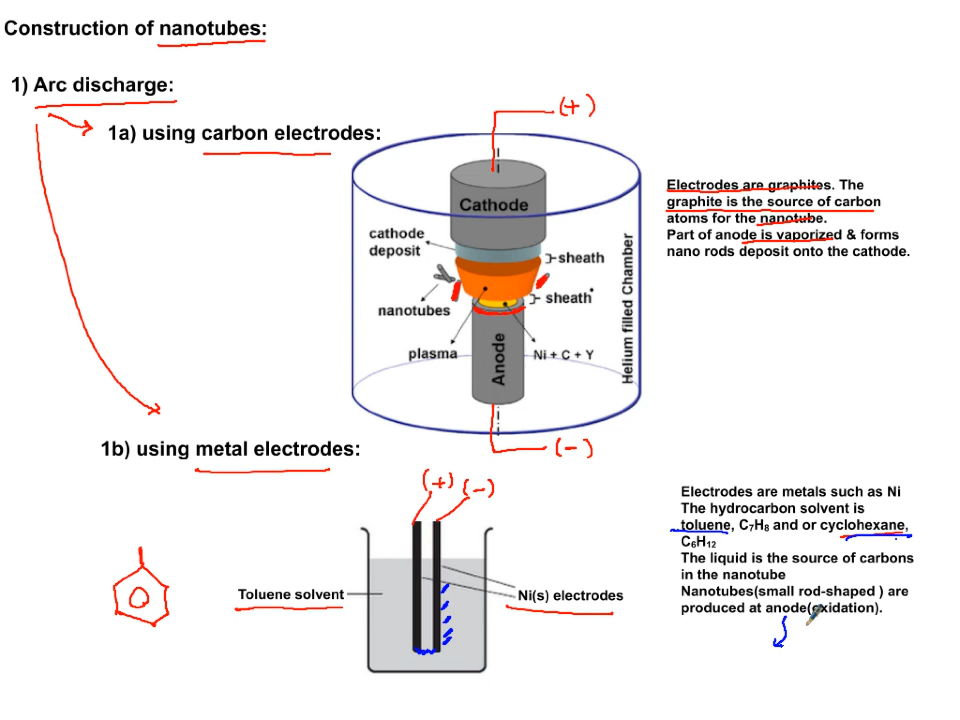 Construction of nanotubes:
1) Arc discharge:
(+)
1a) using carbon electrodes:
Cathode
cathode
deposit
sheath
nanotubes
sheath
plasma
Anode
Ni + C + Y
Helium filled Chamber
Electrodes are graphites. The
graphite is the source of carbon
atoms for the nanotube.
Part of anode is vaporized & forms
nano rods deposit onto the cathode.
(-)
1b) using metal electrodes:
(+) (-)
Toluene solvent
Ni(s) electrodes
Electrodes are metals such as Ni
The hydrocarbon solvent is
toluene, C₇H₈ and or cyclohexane,
C₆H₁₂
The liquid is the source of carbons
in the nanotube
Nanotubes(small rod-shaped ) are
produced at anode(oxidation).